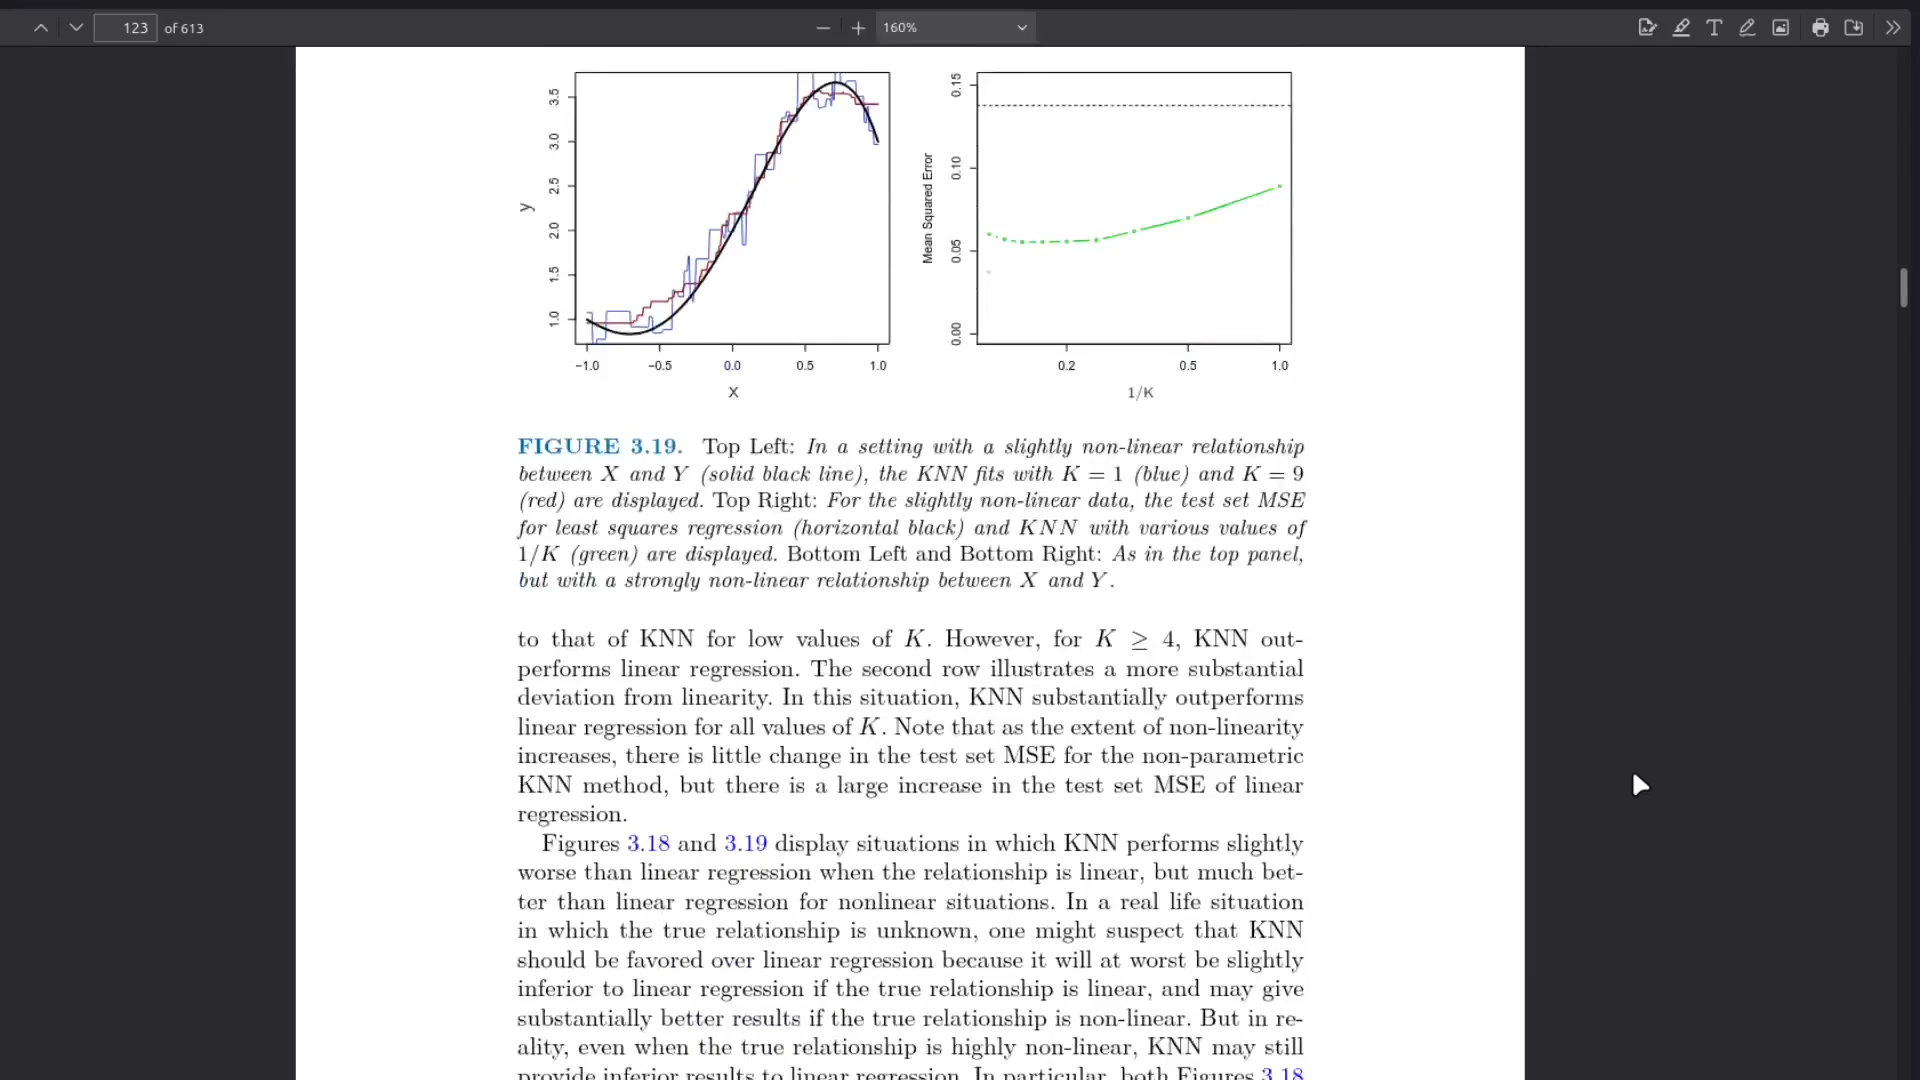 123 of 613
160%
3.5
3.0
2.5
2.0
1.5
1.0
y
−1.0 −0.5 0.0 0.5 1.0
X
0.15
0.10
0.05
0.00
Mean Squared Error
0.2 0.5 1.0
1/K
FIGURE 3.19. Top Left: In a setting with a slightly non-linear relationship
between X and Y (solid black line), the KNN fits with K = 1 (blue) and K = 9
(red) are displayed. Top Right: For the slightly non-linear data, the test set MSE
for least squares regression (horizontal black) and KNN with various values of
1/K (green) are displayed. Bottom Left and Bottom Right: As in the top panel,
but with a strongly non-linear relationship between X and Y.
to that of KNN for low values of K. However, for K ≥ 4, KNN out-
performs linear regression. The second row illustrates a more substantial
deviation from linearity. In this situation, KNN substantially outperforms
linear regression for all values of K. Note that as the extent of non-linearity
increases, there is little change in the test set MSE for the non-parametric
KNN method, but there is a large increase in the test set MSE of linear
regression.
Figures 3.18 and 3.19 display situations in which KNN performs slightly
worse than linear regression when the relationship is linear, but much bet-
ter than linear regression for nonlinear situations. In a real life situation
in which the true relationship is unknown, one might suspect that KNN
should be favored over linear regression because it will at worst be slightly
inferior to linear regression if the true relationship is linear, and may give
substantially better results if the true relationship is non-linear. But in re-
ality, even when the true relationship is highly non-linear, KNN may still
provide inferior results to linear regression. In particular, both Figures 3.18